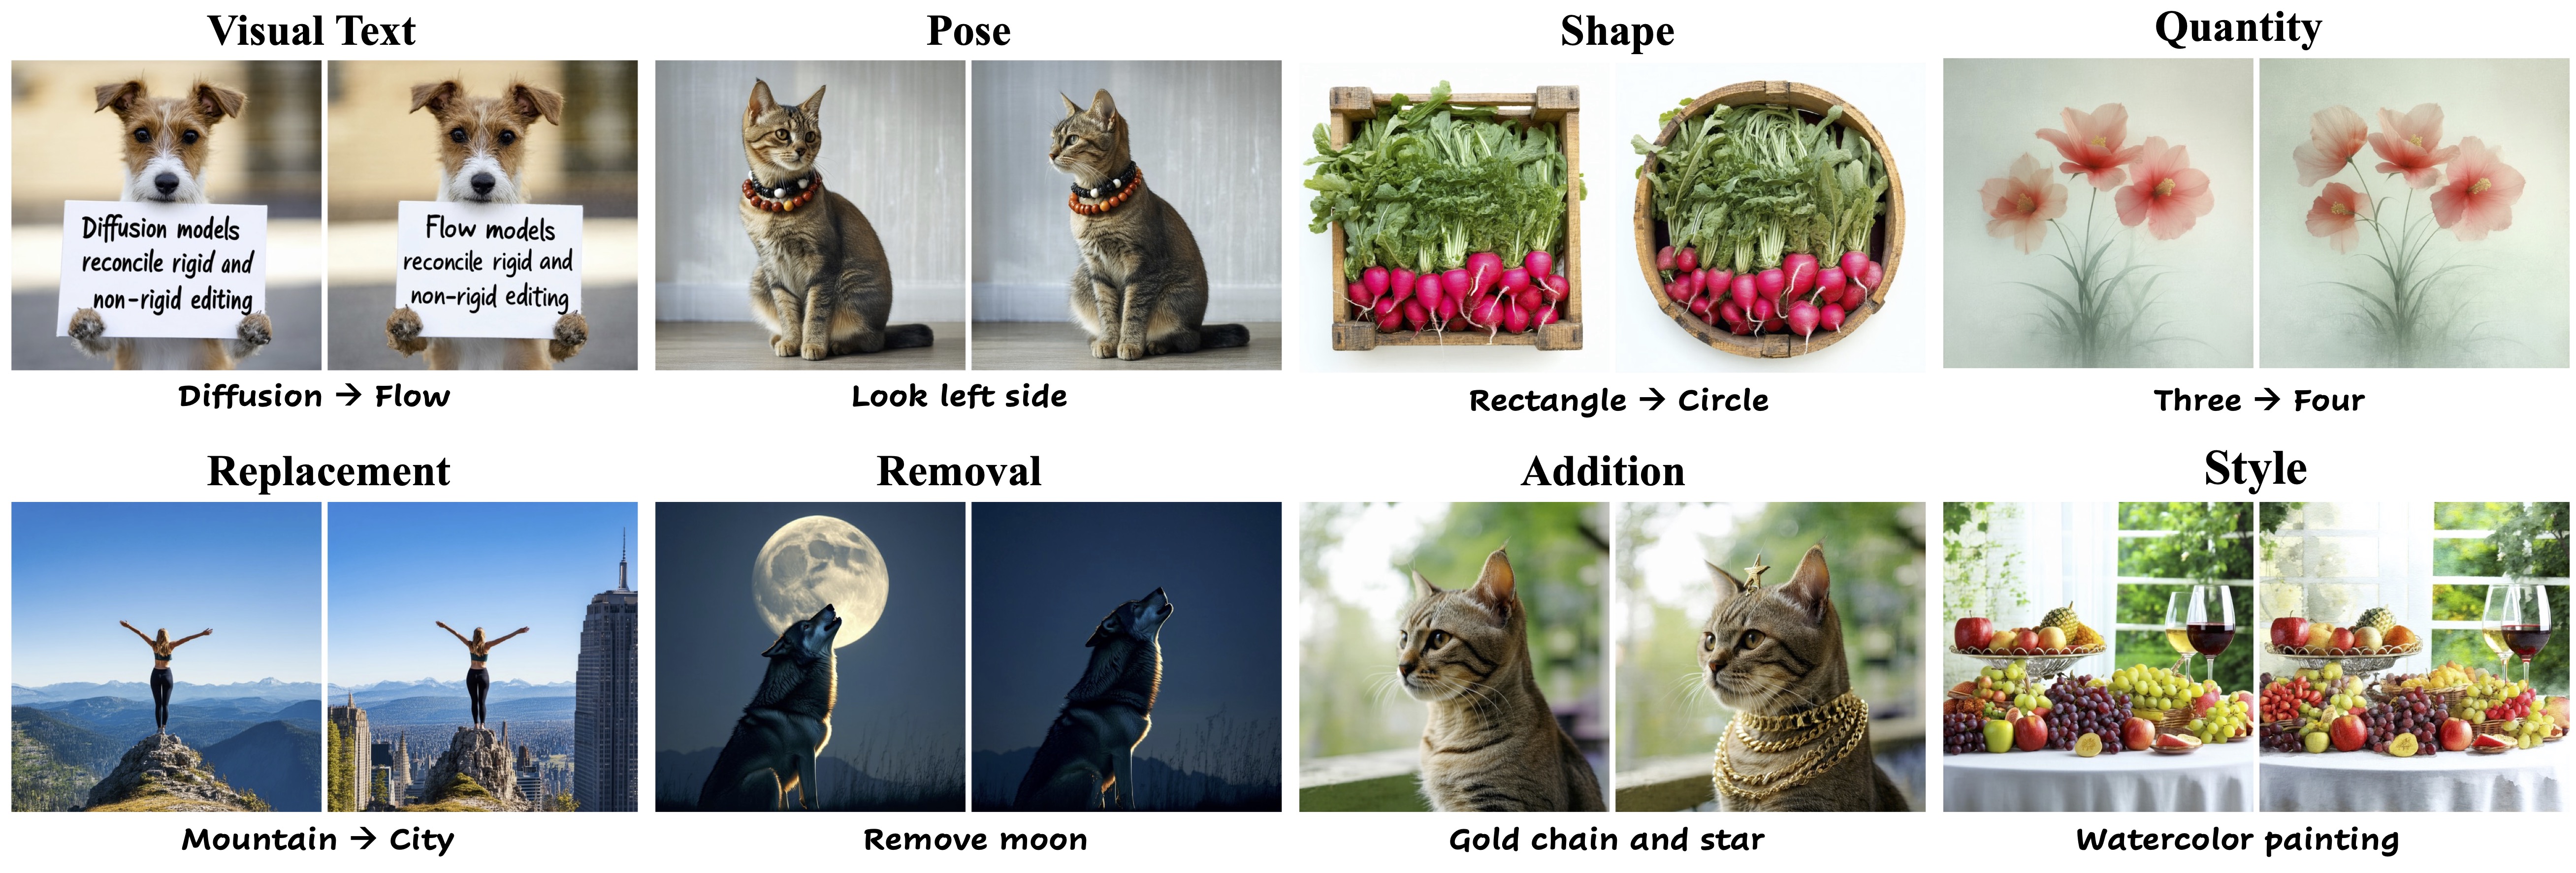 Visual Text
Pose
Shape
Quantity
Diffusion models
reconcile rigid and
non-rigid editing
Flow models
reconcile rigid and
non-rigid editing
Diffusion → Flow
Look left side
Rectangle → Circle
Three → Four
Replacement
Removal
Addition
Style
Mountain → City
Remove moon
Gold chain and star
Watercolor painting